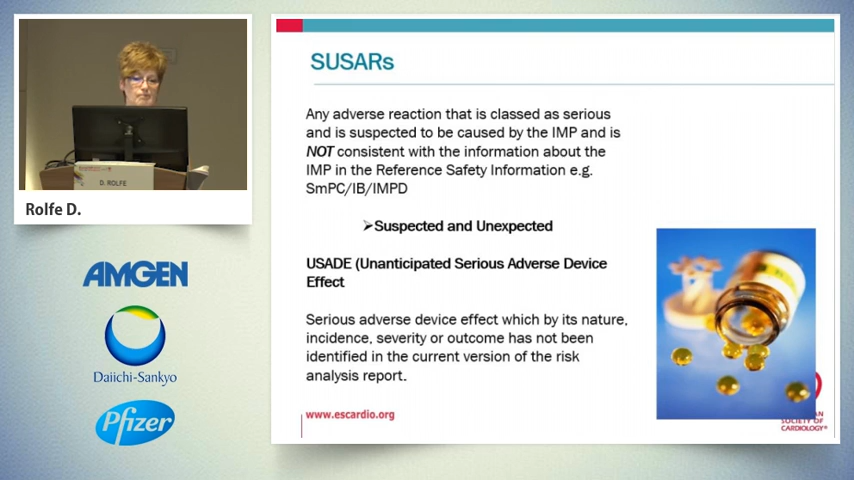 SUSARs
Any adverse reaction that is classed as serious
and is suspected to be caused by the IMP and is
NOT consistent with the information about the
IMP in the Reference Safety Information e.g.
SmPC/IB/IMPD
➢Suspected and Unexpected
USADE (Unanticipated Serious Adverse Device
Effect
Serious adverse device effect which by its nature,
incidence, severity or outcome has not been
identified in the current version of the risk
analysis report.
www.escardio.org
SOCIETY OF
CARDIOLOGY®
D. ROLFE
Rolfe D.
AMGEN
Daiichi-Sankyo
Pfizer